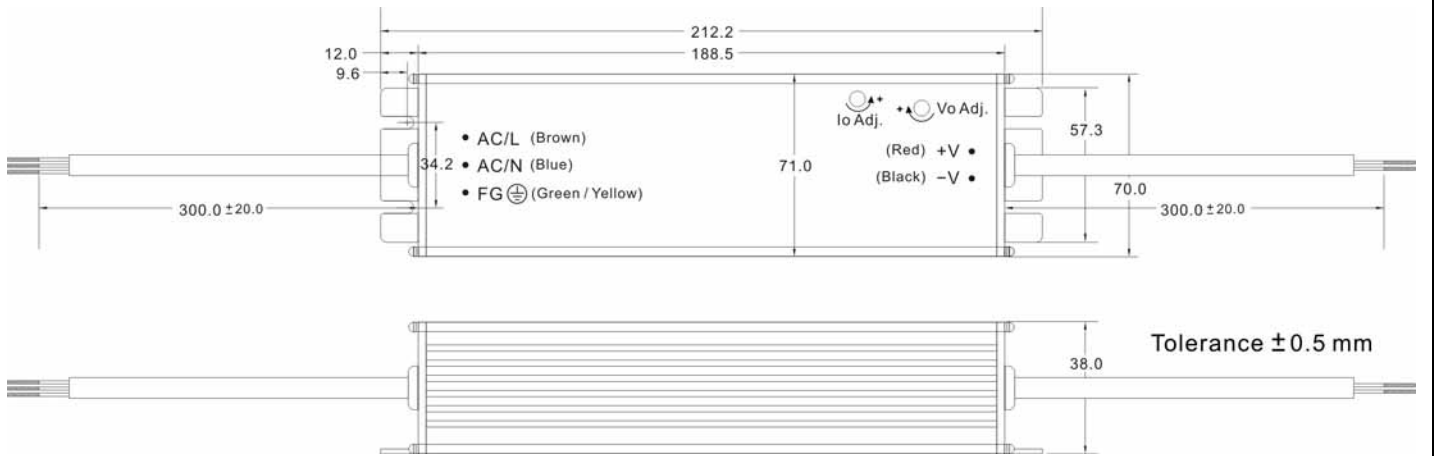 212.2
12.0
188.5
9.6
Io Adj.
+
+
Vo Adj.
57.3
AC/L (Brown)
(Red) +V
34.2
AC/N (Blue)
71.0
(Black) −V
FG (Green / Yellow)
70.0
300.0 ±20.0
300.0 ±20.0
Tolerance ±0.5 mm
38.0